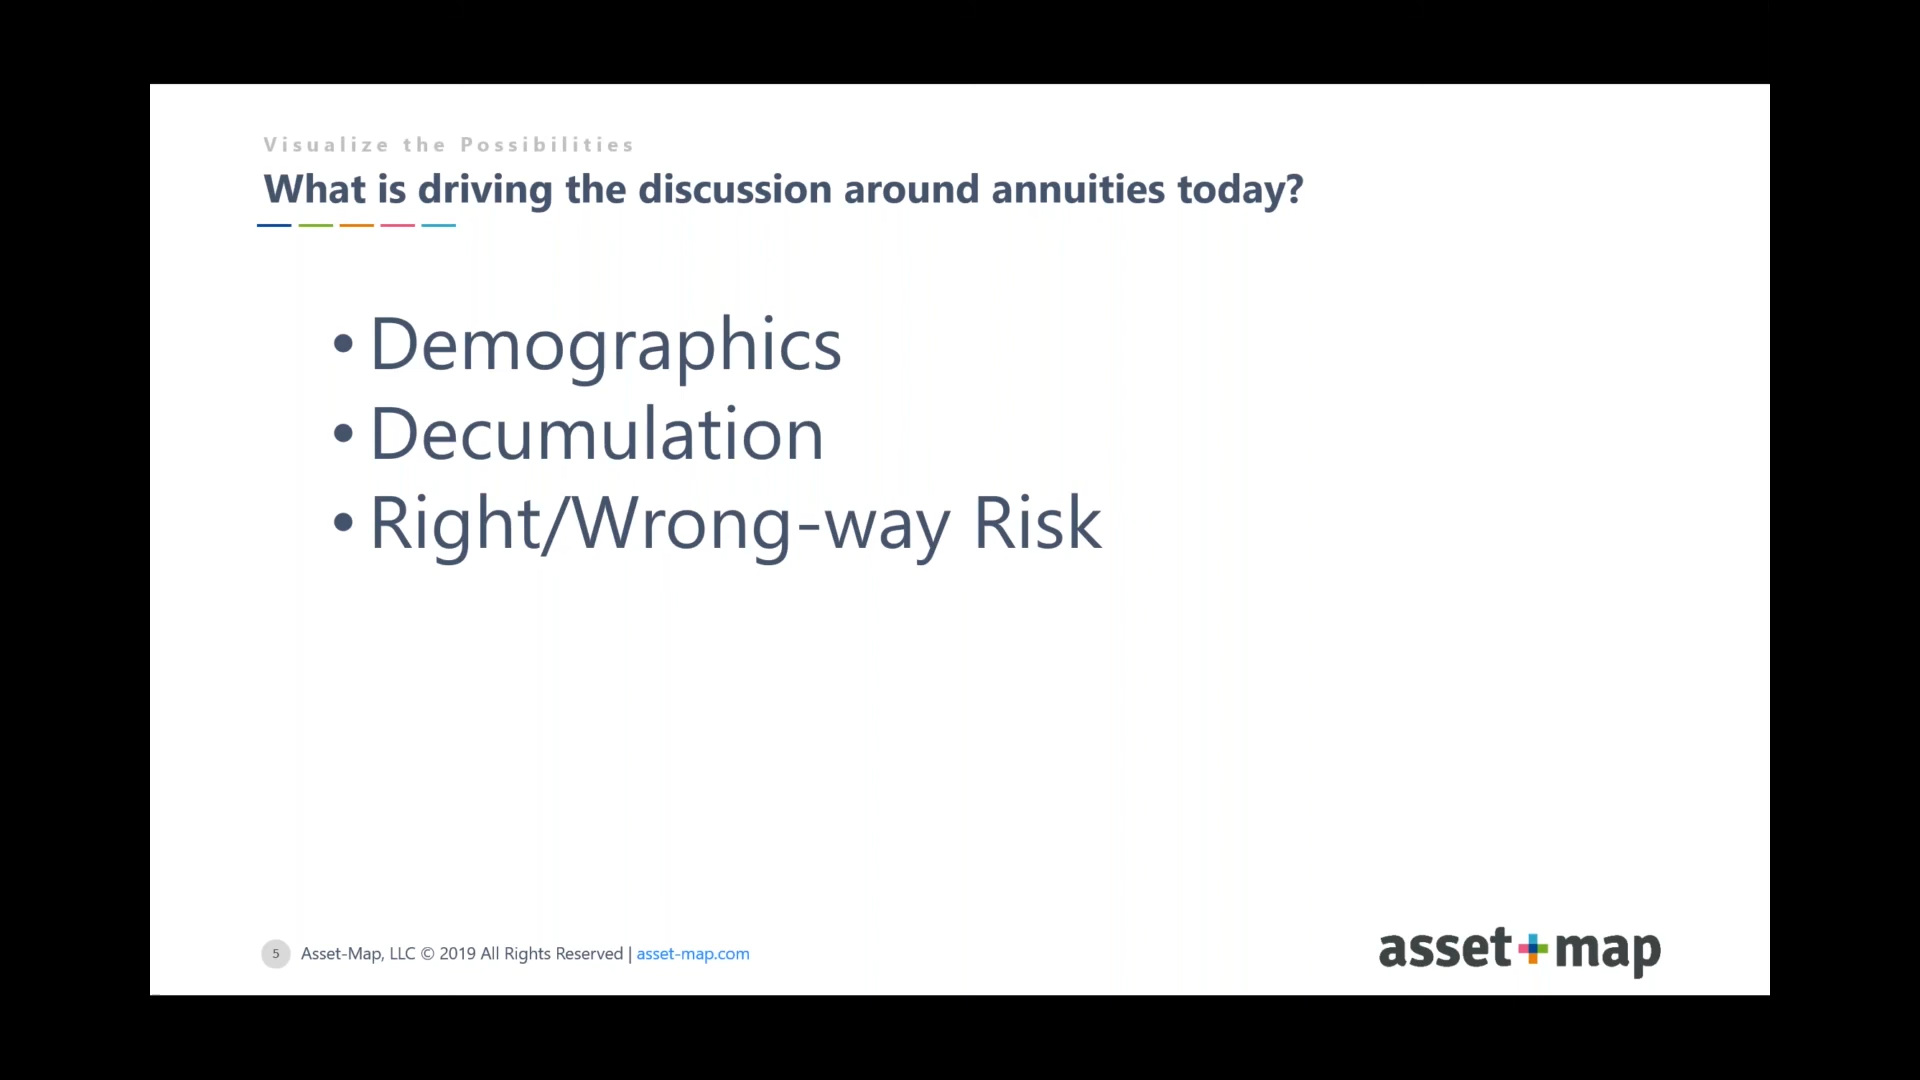 Visualize the Possibilities
What is driving the discussion around annuities today?
• Demographics
• Decumulation
• Right/Wrong-way Risk
5 Asset-Map, LLC © 2019 All Rights Reserved | asset-map.com
asset+map